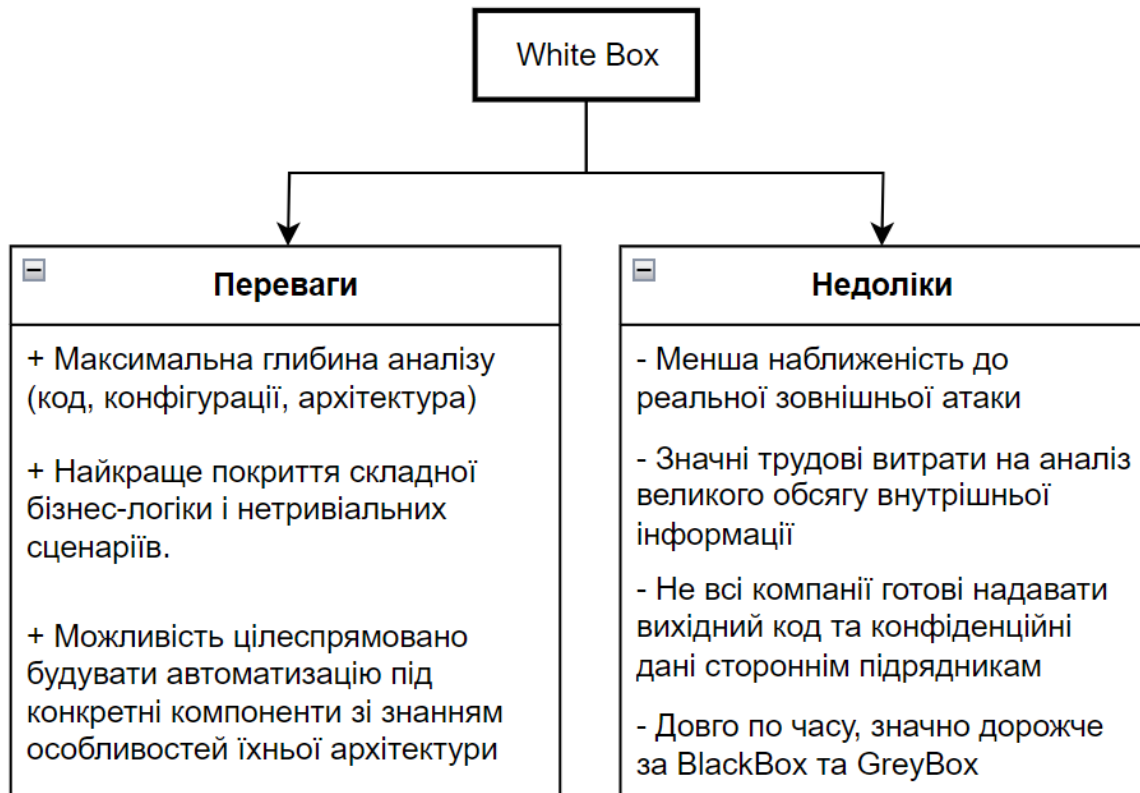 White Box
Переваги
+ Максимальна глибина аналізу
(код, конфігурації, архітектура)
+ Найкраще покриття складної
бізнес-логіки і нетривіальних
сценаріїв.
+ Можливість цілеспрямовано
будувати автоматизацію під
конкретні компоненти зі знанням
особливостей їхньої архітектури
Недоліки
- Менша наближеність до
реальної зовнішньої атаки
- Значні трудові витрати на аналіз
великого обсягу внутрішньої
інформації
- Не всі компанії готові надавати
вихідний код та конфіденційні
дані стороннім підрядникам
- Довго по часу, значно дорожче
за BlackBox та GreyBox